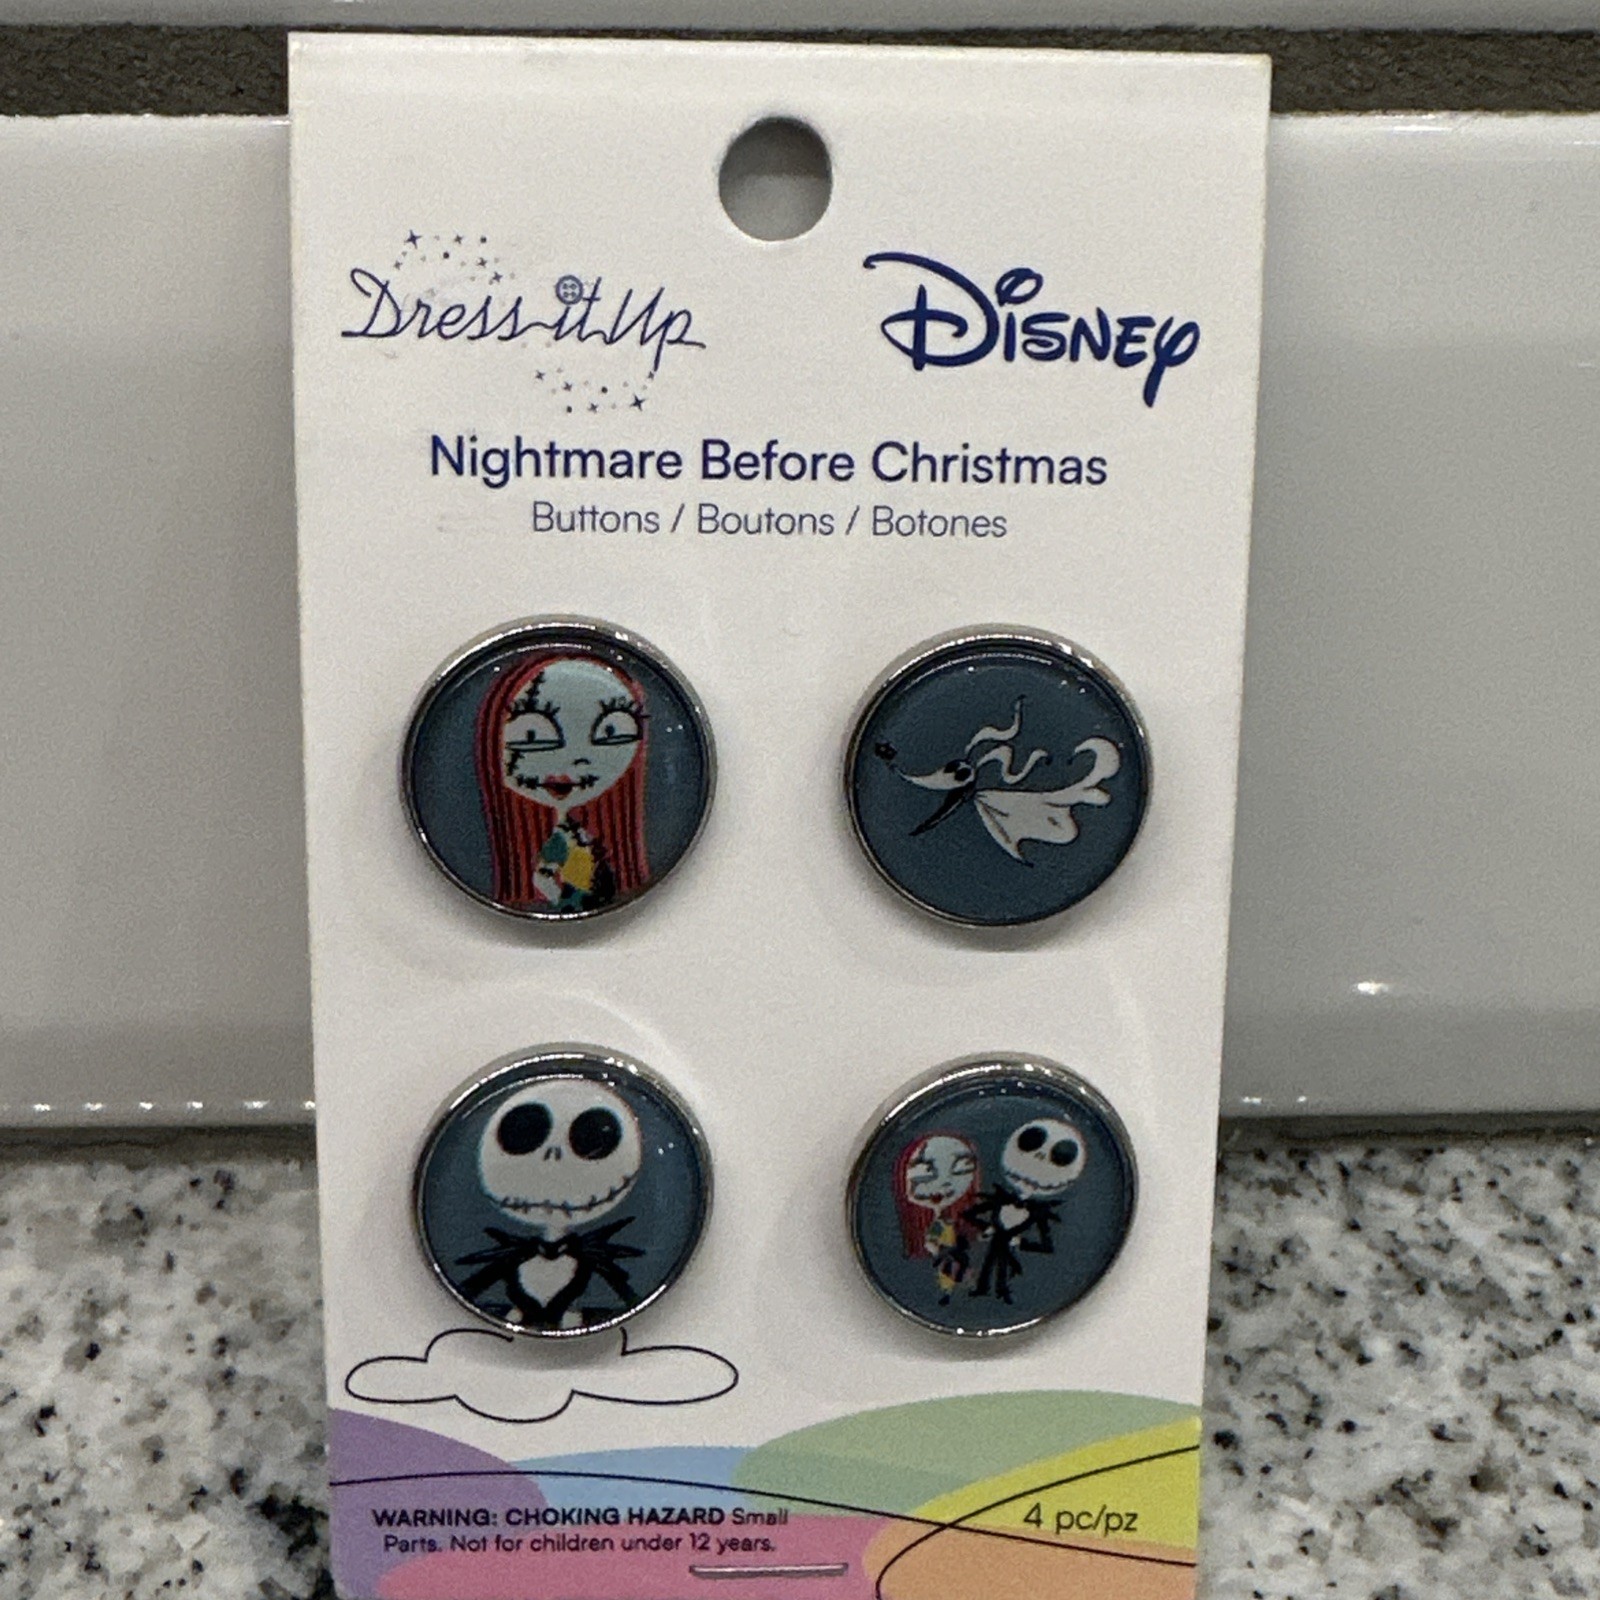 Dress it Up
Disney
Nightmare Before Christmas
Buttons / Boutons / Botones
WARNING: CHOKING HAZARD Small
Parts. Not for children under 12 years.
4 pc/pz